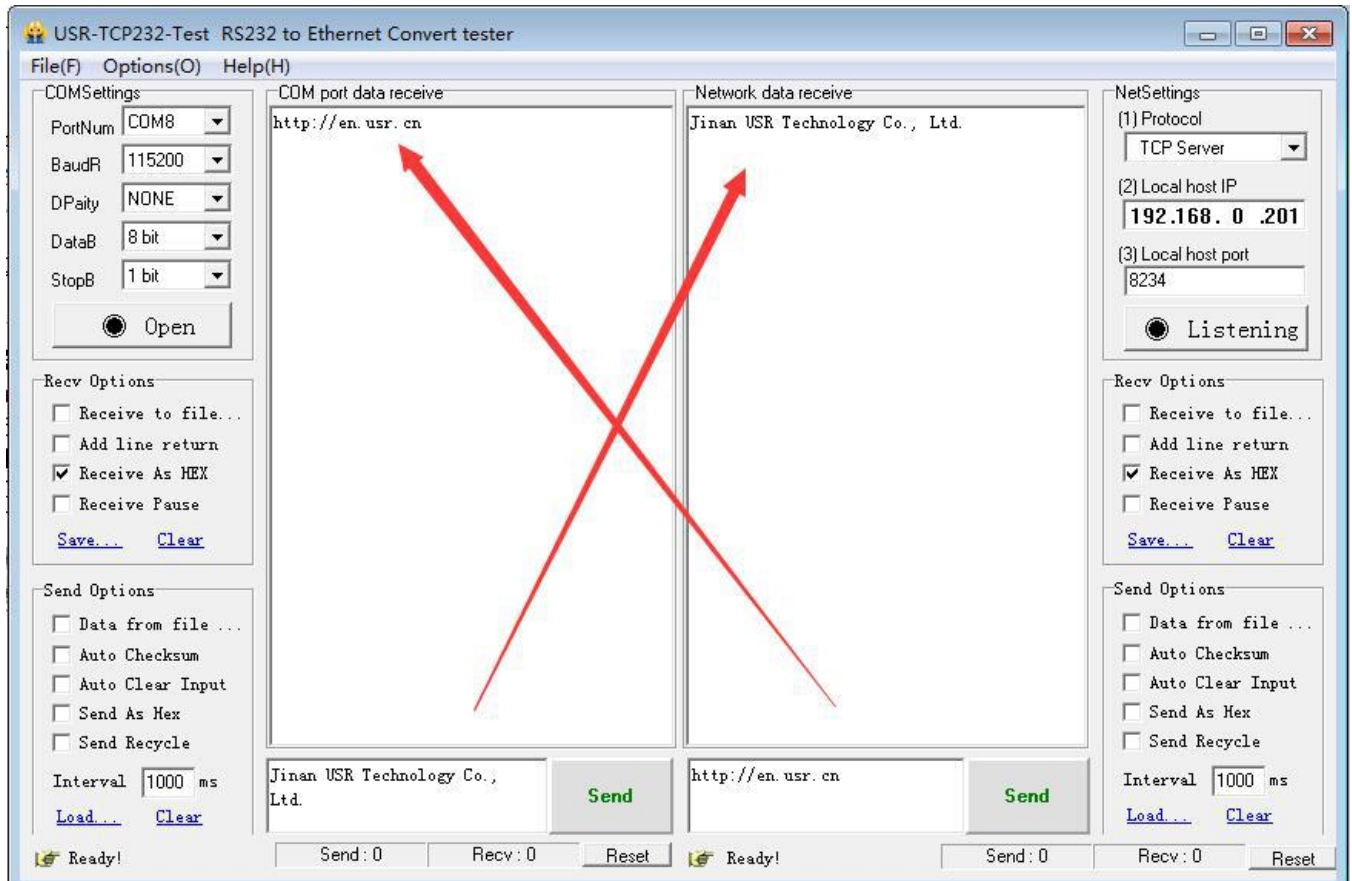 USR-TCP232-Test RS232 to Ethernet Convert tester
File(F) Options(O) Help(H)
COMSettings
PortNum COM8
BaudR 115200
DPaity NONE
DataB 8 bit
StopB 1 bit
Open
Recv Options
Receive to file...
Add line return
Receive As HEX
Receive Pause
Save... Clear
Send Options
Data from file ...
Auto Checksum
Auto Clear Input
Send As Hex
Send Recycle
Interval 1000 ms
Load... Clear
Ready!
COM port data receive
http://en.usr.cn
Jinan USR Technology Co.,
Ltd.
Send
Send : 0 Recv : 0 Reset
Network data receive
Jinan USR Technology Co., Ltd.
http://en.usr.cn
Send
Ready! Send : 0 Recv : 0 Reset
NetSettings
(1) Protocol
TCP Server
(2) Local host IP
192.168. 0 .201
(3) Local host port
8234
Listening
Recv Options
Receive to file...
Add line return
Receive As HEX
Receive Pause
Save... Clear
Send Options
Data from file ...
Auto Checksum
Auto Clear Input
Send As Hex
Send Recycle
Interval 1000 ms
Load... Clear